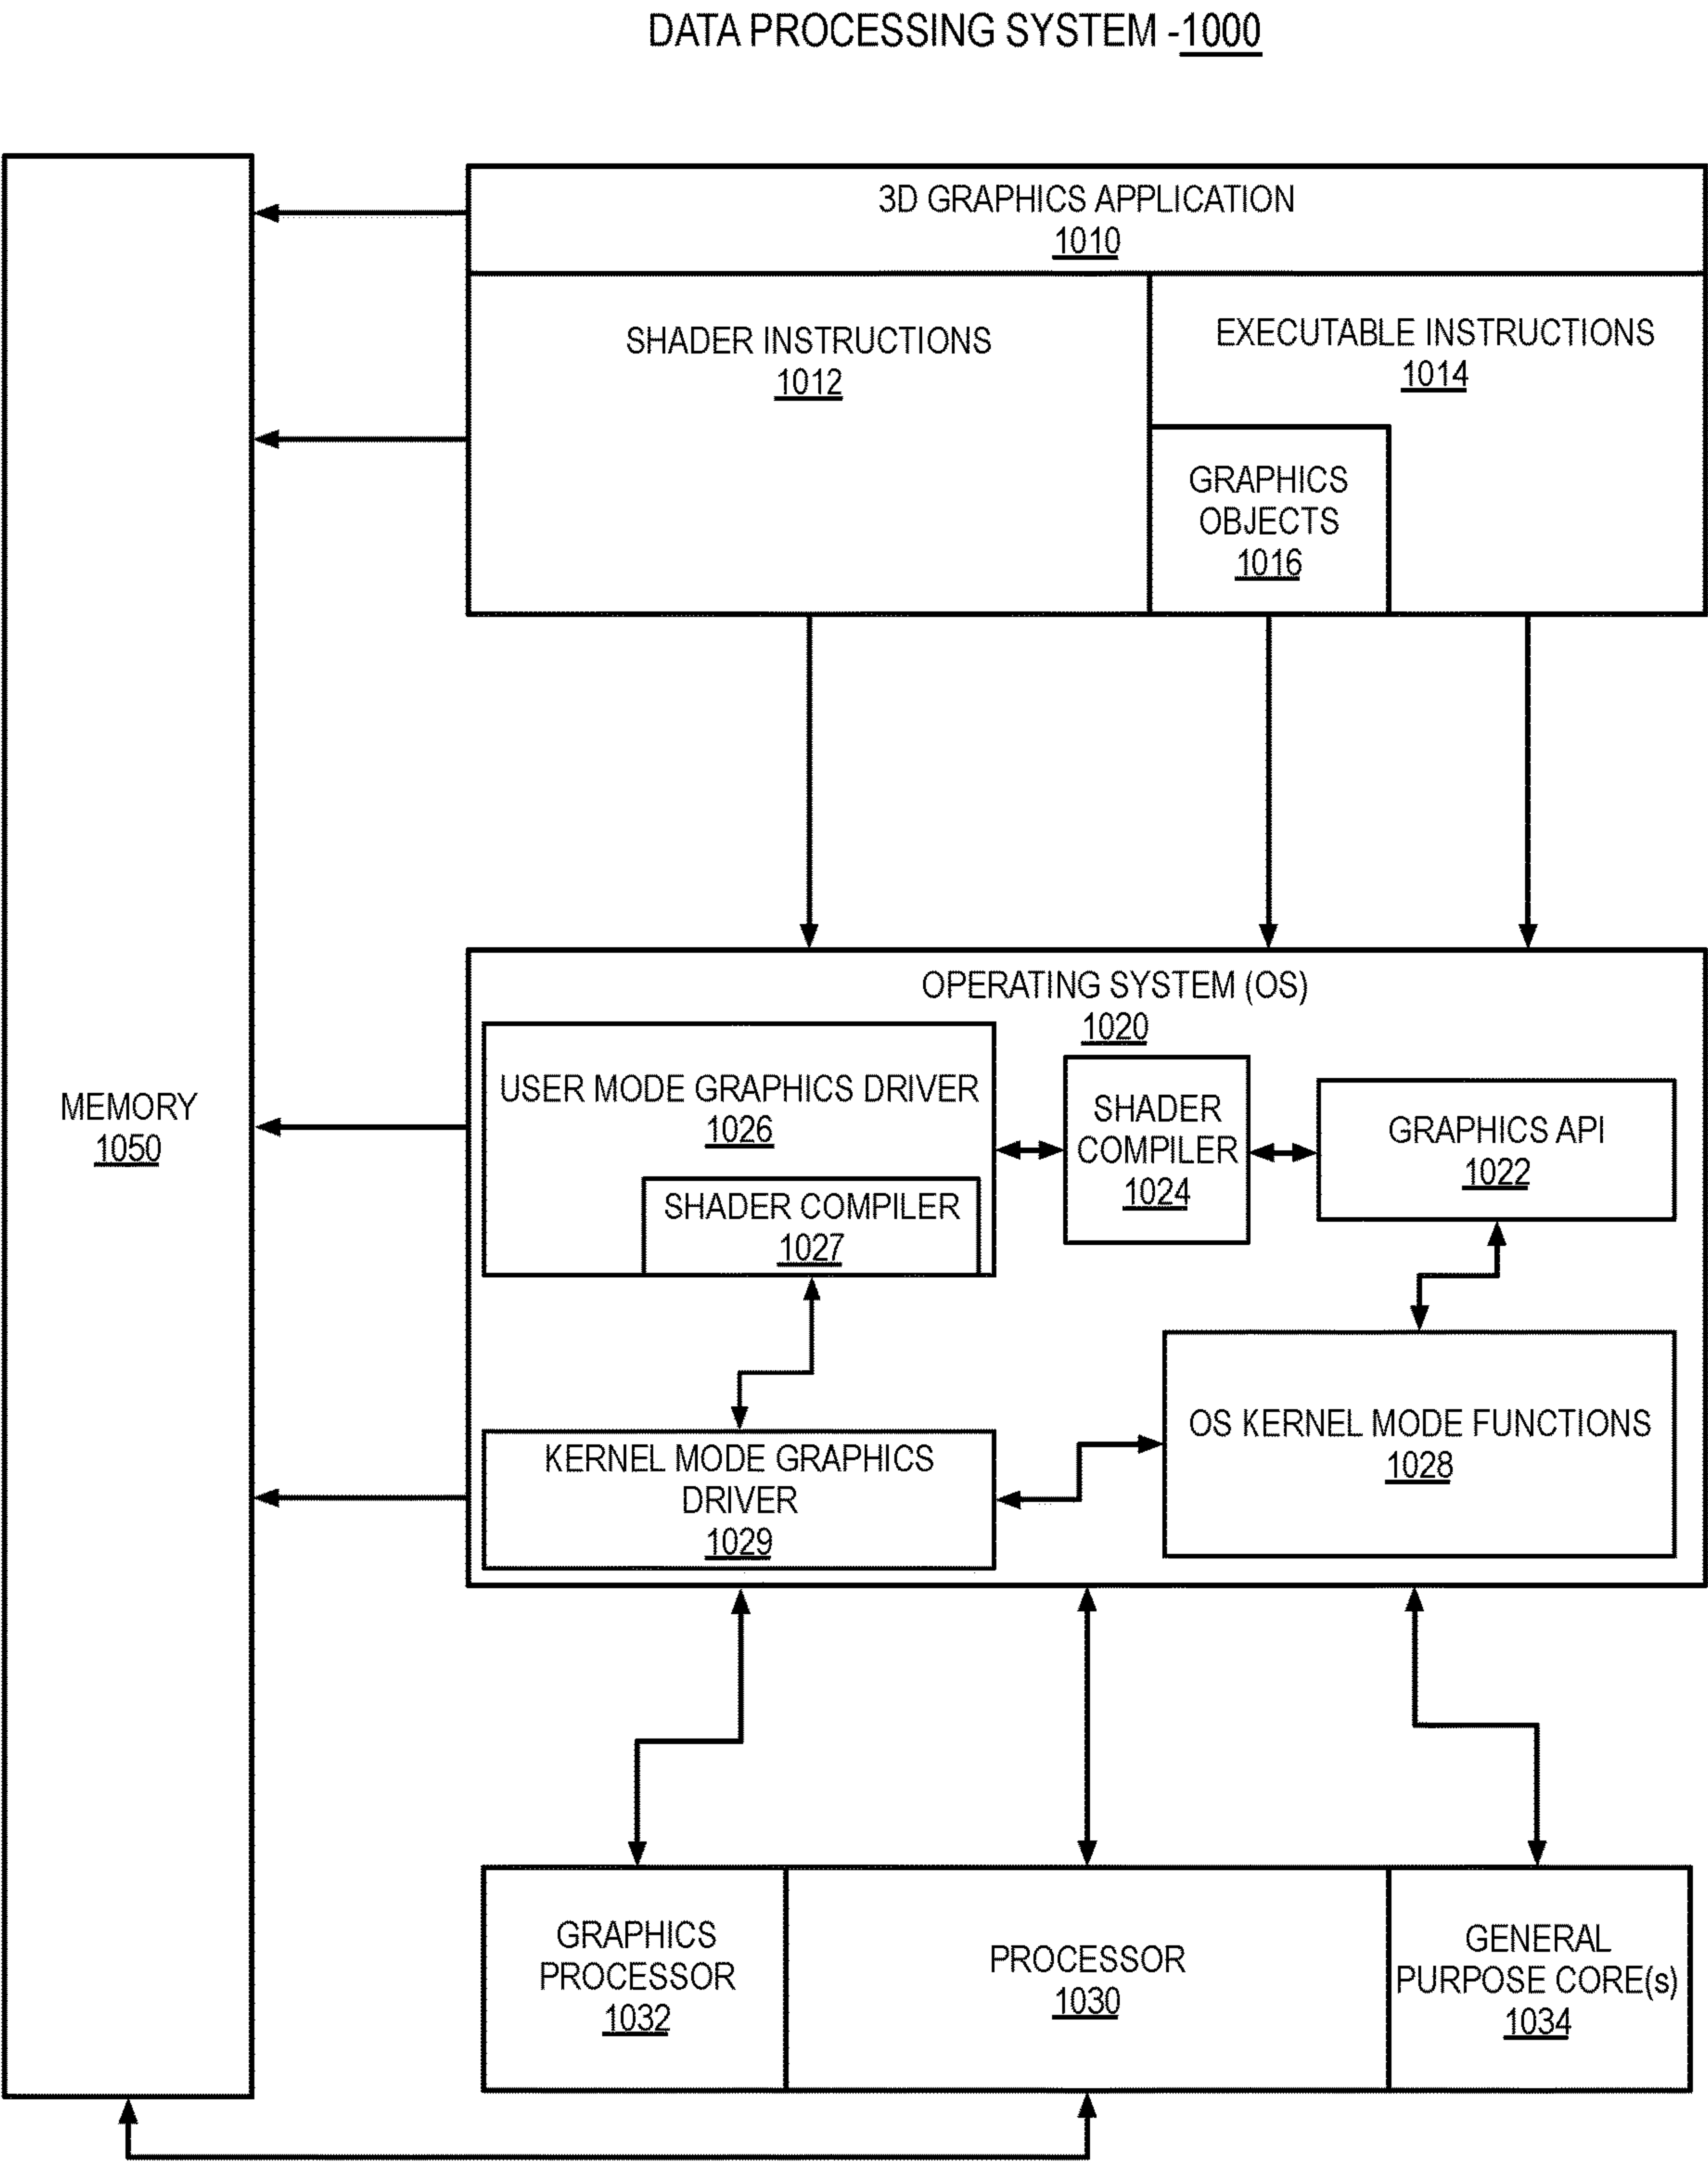 DATA PROCESSING SYSTEM -1000
3D GRAPHICS APPLICATION
1010
SHADER INSTRUCTIONS
1012
EXECUTABLE INSTRUCTIONS
1014
GRAPHICS
OBJECTS
1016
MEMORY
1050
OPERATING SYSTEM (OS)
1020
USER MODE GRAPHICS DRIVER
1026
SHADER COMPILER
1027
SHADER
COMPILER
1024
GRAPHICS API
1022
KERNEL MODE GRAPHICS
DRIVER
1029
OS KERNEL MODE FUNCTIONS
1028
GRAPHICS
PROCESSOR
1032
PROCESSOR
1030
GENERAL
PURPOSE CORE(s)
1034